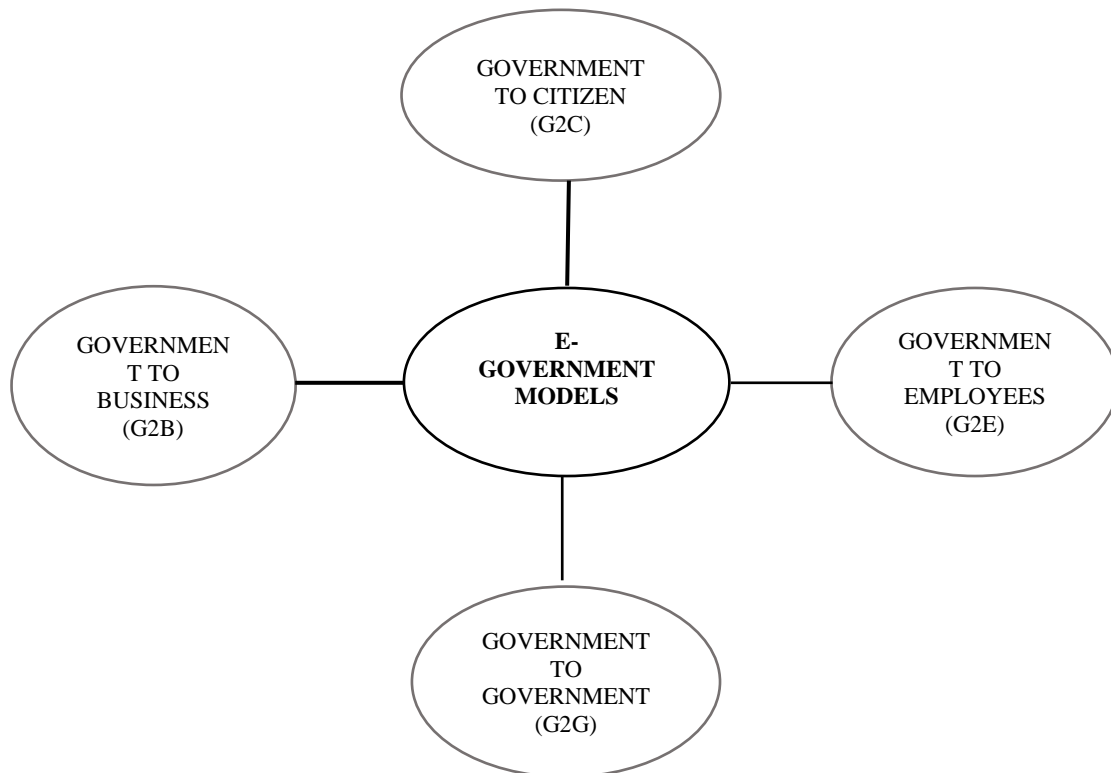 GOVERNMENT
TO CITIZEN
(G2C)
GOVERNMEN
T TO
BUSINESS
(G2B)
E-
GOVERNMENT
MODELS
GOVERNMEN
T TO
EMPLOYEES
(G2E)
GOVERNMENT
TO
GOVERNMENT
(G2G)